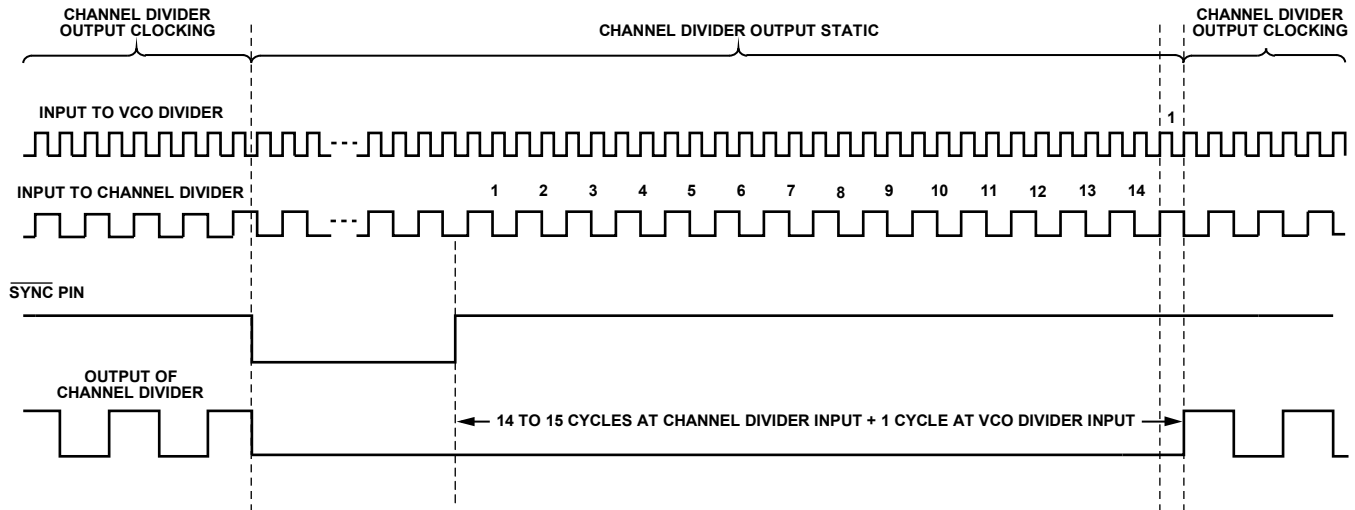 CHANNEL DIVIDER
OUTPUT CLOCKING
CHANNEL DIVIDER OUTPUT STATIC
CHANNEL DIVIDER
OUTPUT CLOCKING
INPUT TO VCO DIVIDER
1
INPUT TO CHANNEL DIVIDER
1 2 3 4 5 6 7 8 9 10 11 12 13 14
SYNC PIN
OUTPUT OF
CHANNEL DIVIDER
14 TO 15 CYCLES AT CHANNEL DIVIDER INPUT + 1 CYCLE AT VCO DIVIDER INPUT